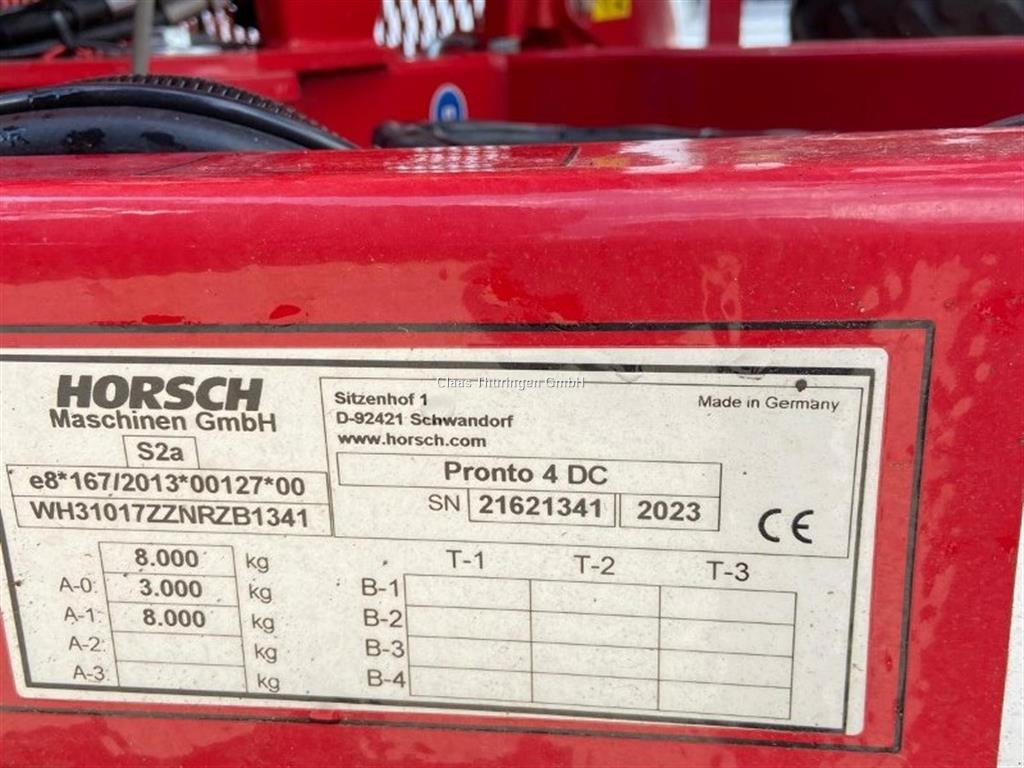 Claas Thüringen GmbH
HORSCH
Maschinen GmbH
S2a
e8*167/2013*00127*00
WH31017ZZNRZB1341
Sitzenhof 1
D-92421 Schwandorf
www.horsch.com
Made in Germany
Pronto 4 DC
SN 21621341 2023
CE
8.000 kg
A-0: 3.000 kg
A-1: 8.000 kg
A-2: kg
A-3: kg
T-1 T-2 T-3
B-1
B-2
B-3
B-4